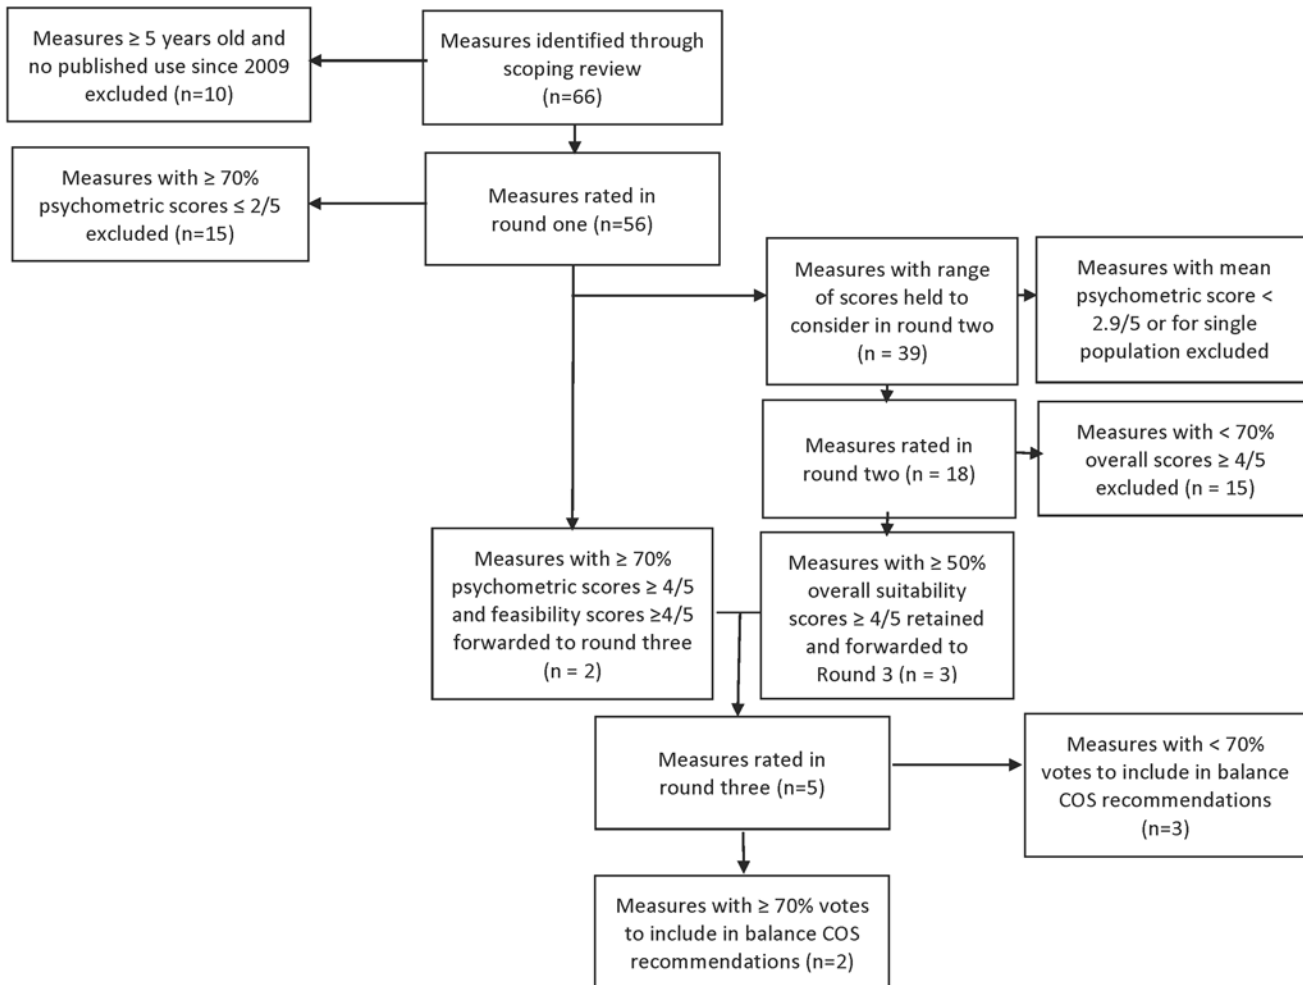 Measures ≥ 5 years old and
no published use since 2009
excluded (n=10)
Measures identified through
scoping review
(n=66)
Measures with ≥ 70%
psychometric scores ≤ 2/5
excluded (n=15)
Measures rated in
round one (n=56)
Measures with range
of scores held to
consider in round two
(n = 39)
Measures with mean
psychometric score <
2.9/5 or for single
population excluded
Measures rated in
round two (n = 18)
Measures with < 70%
overall scores ≥ 4/5
excluded (n = 15)
Measures with ≥ 70%
psychometric scores ≥ 4/5
and feasibility scores ≥4/5
forwarded to round three
(n = 2)
Measures with ≥ 50%
overall suitability
scores ≥ 4/5 retained
and forwarded to
Round 3 (n = 3)
Measures rated in
round three (n=5)
Measures with < 70%
votes to include in balance
COS recommendations
(n=3)
Measures with ≥ 70% votes
to include in balance COS
recommendations (n=2)